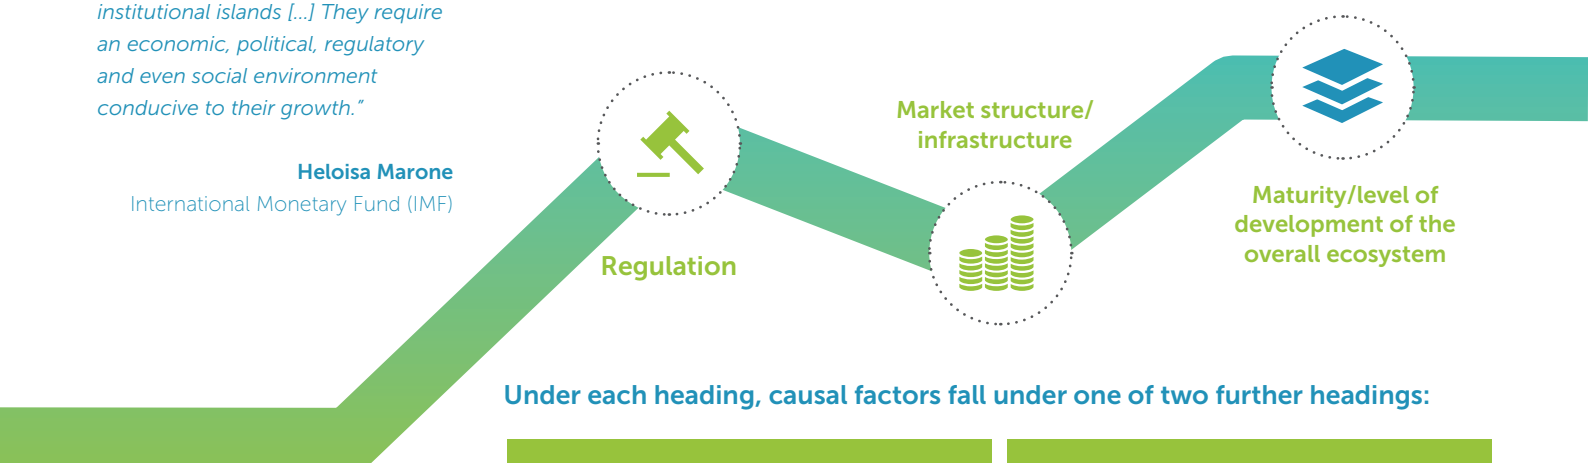 institutional islands [...] They require
an economic, political, regulatory
and even social environment
conducive to their growth.”
Heloisa Marone
International Monetary Fund (IMF)
Regulation
Market structure/
infrastructure
Maturity/level of
development of the
overall ecosystem
Under each heading, causal factors fall under one of two further headings: